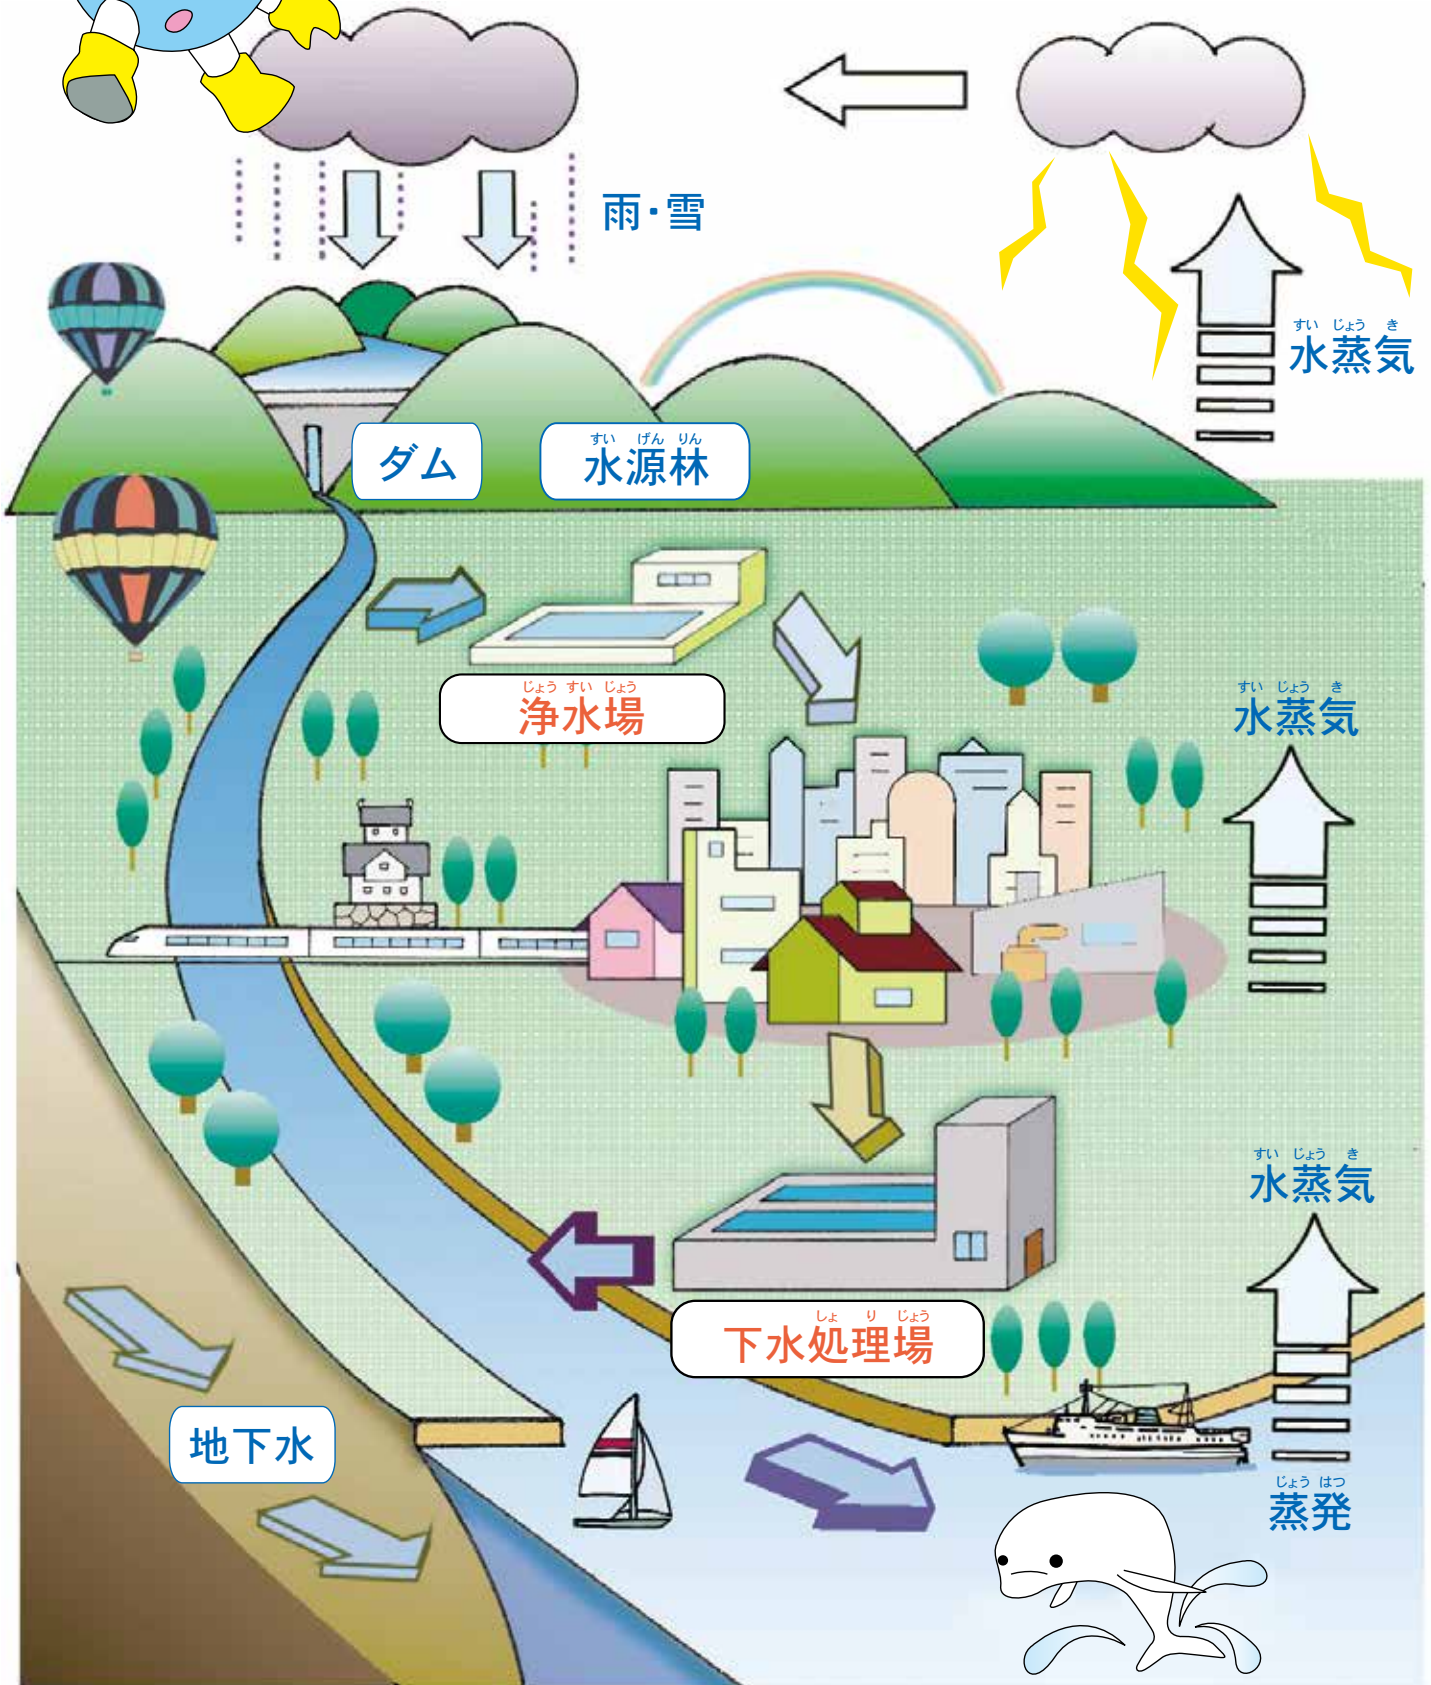 雨・雪
すい じょう き
水蒸気
ダム
すい げん りん
水源林
じょう すい じょう
浄水場
すい じょう き
水蒸気
すい じょう き
水蒸気
しょ り じょう
下水処理場
地下水
じょう はつ
蒸発